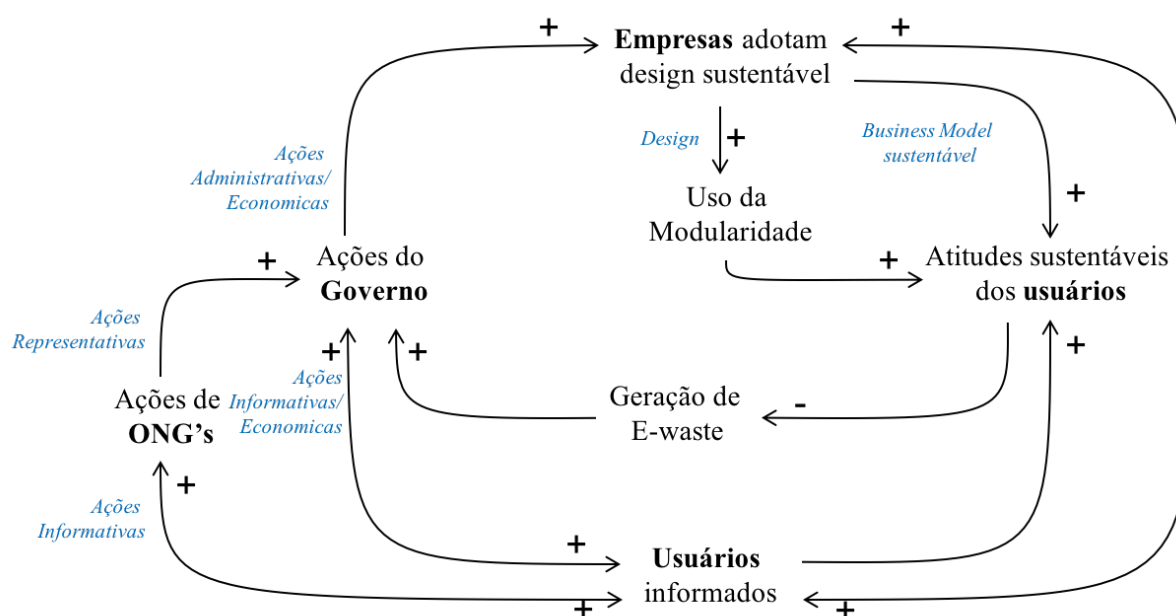 +
Empresas adotam
design sustentável
+
Design
+
Business Model
sustentável
Ações
Administrativas/
Economicas
Uso da
Modularidade
+
Ações do
Governo
+
+
Atitudes sustentáveis
dos usuários
Ações
Representativas
+
+
+
Ações
Informativas/
Economicas
Ações de
ONG’s
Geração de
E-waste
-
+
Ações
Informativas
+
Usuários
informados
+
+